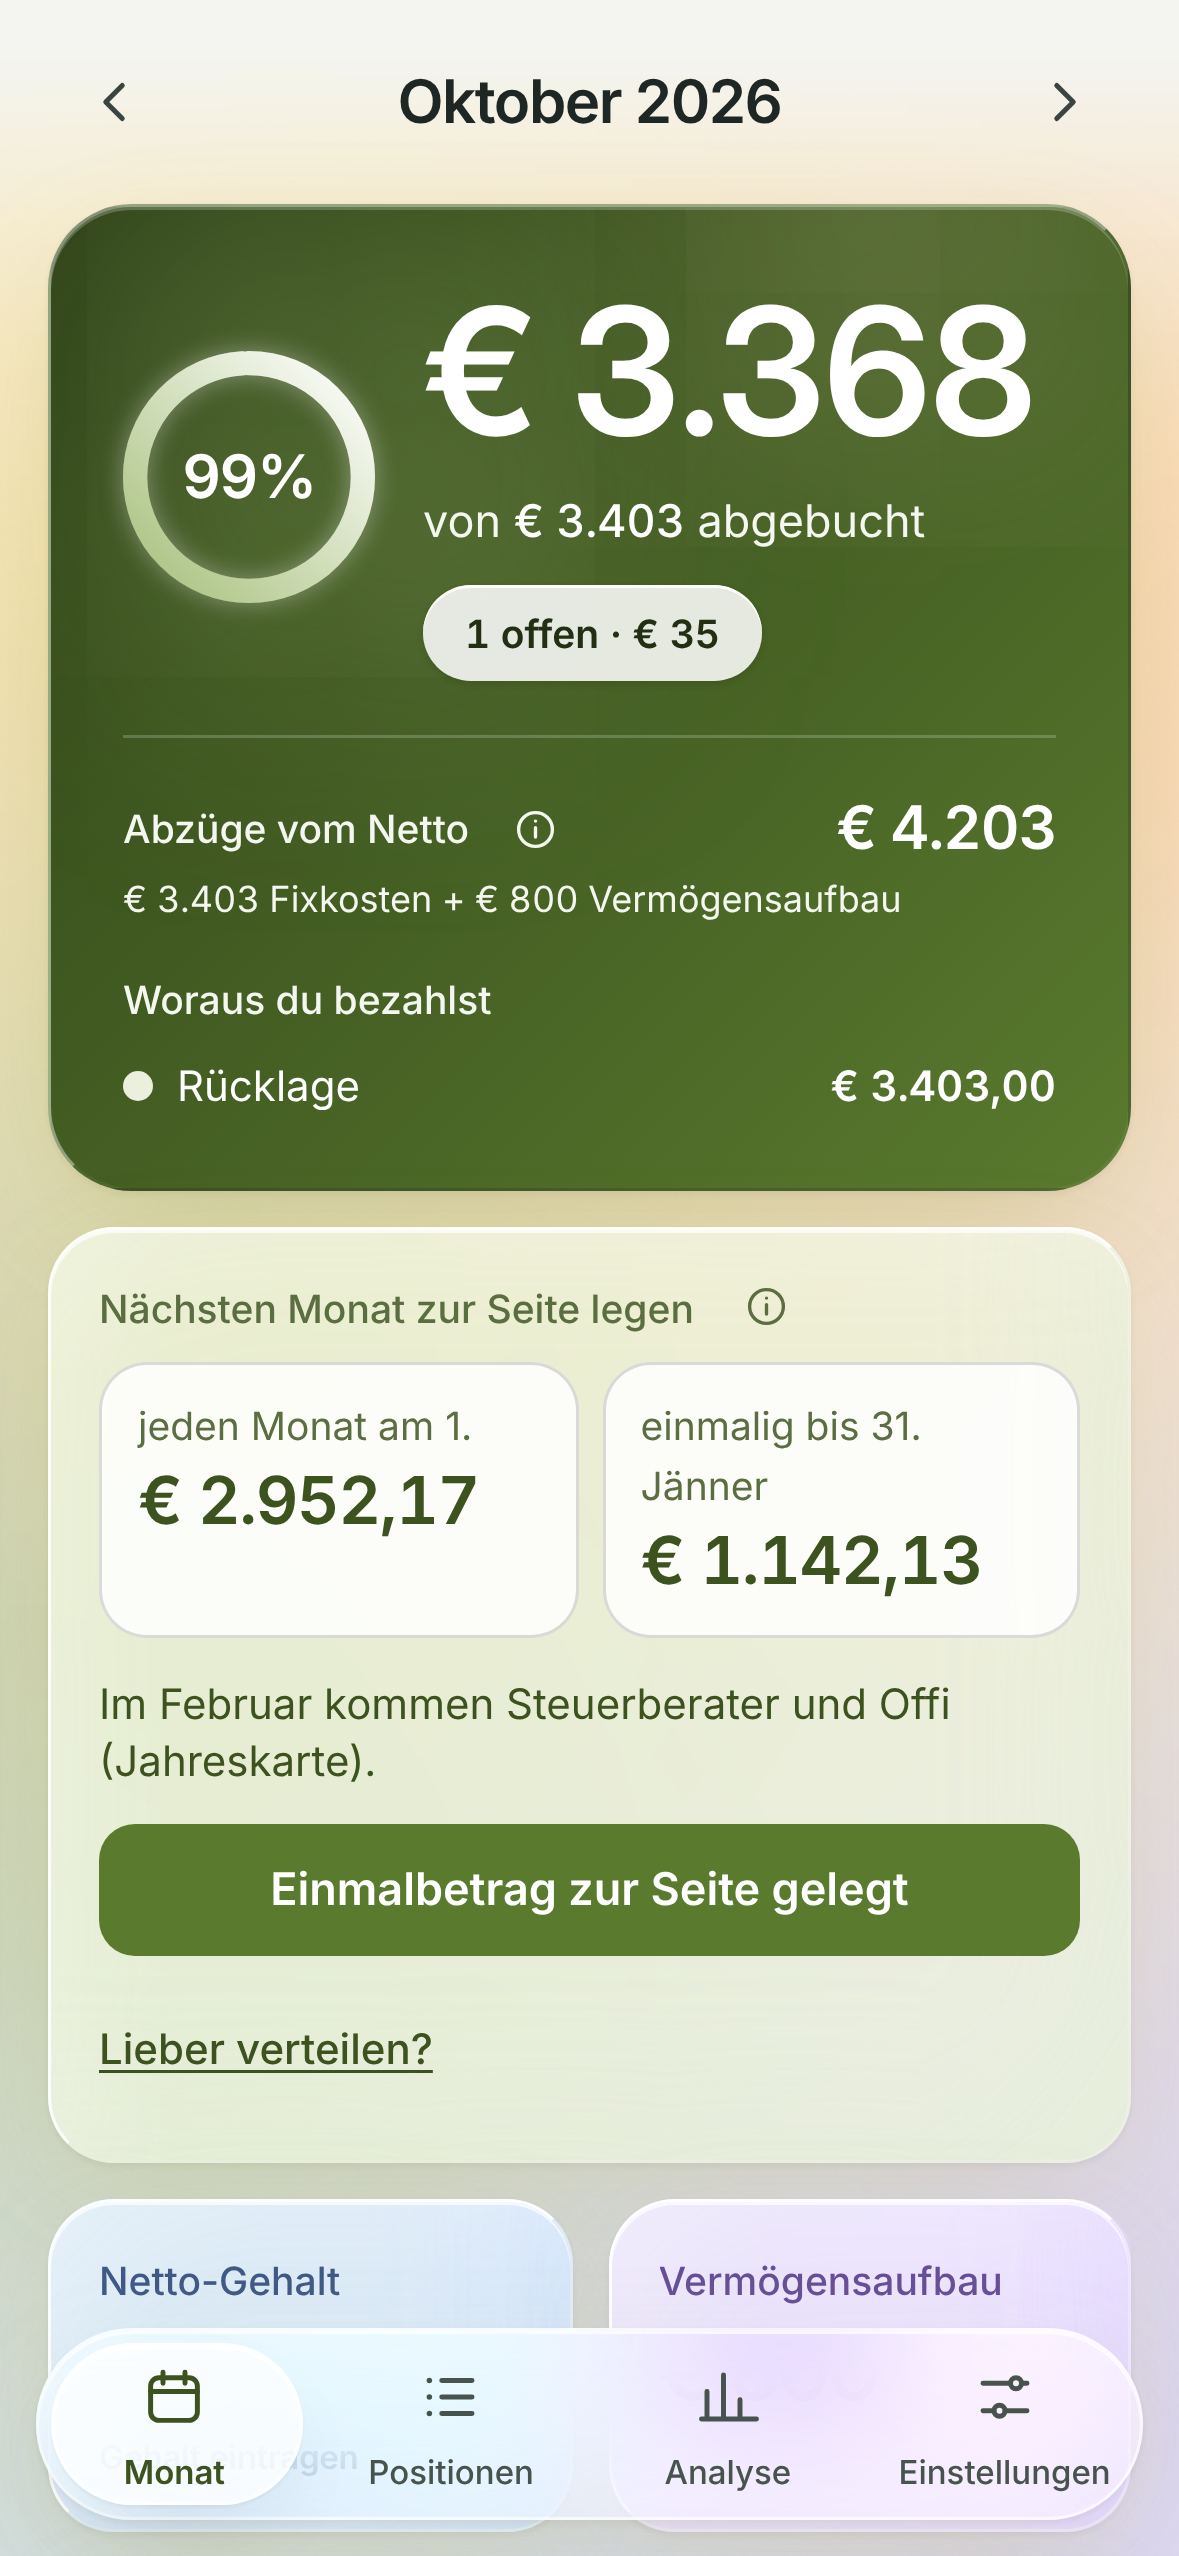 Oktober 2026
99%
€ 3.368
von € 3.403 abgebucht
1 offen · € 35
Abzüge vom Netto
€ 4.203
€ 3.403 Fixkosten + € 800 Vermögensaufbau
Woraus du bezahlst
Rücklage
€ 3.403,00
Nächsten Monat zur Seite legen
jeden Monat am 1.
€ 2.952,17
einmalig bis 31.
Jänner
€ 1.142,13
Im Februar kommen Steuerberater und Offi
(Jahreskarte).
Einmalbetrag zur Seite gelegt
Lieber verteilen?
Netto-Gehalt
Vermögensaufbau
Gehalt eintragen
Monat
Positionen
Analyse
Einstellungen